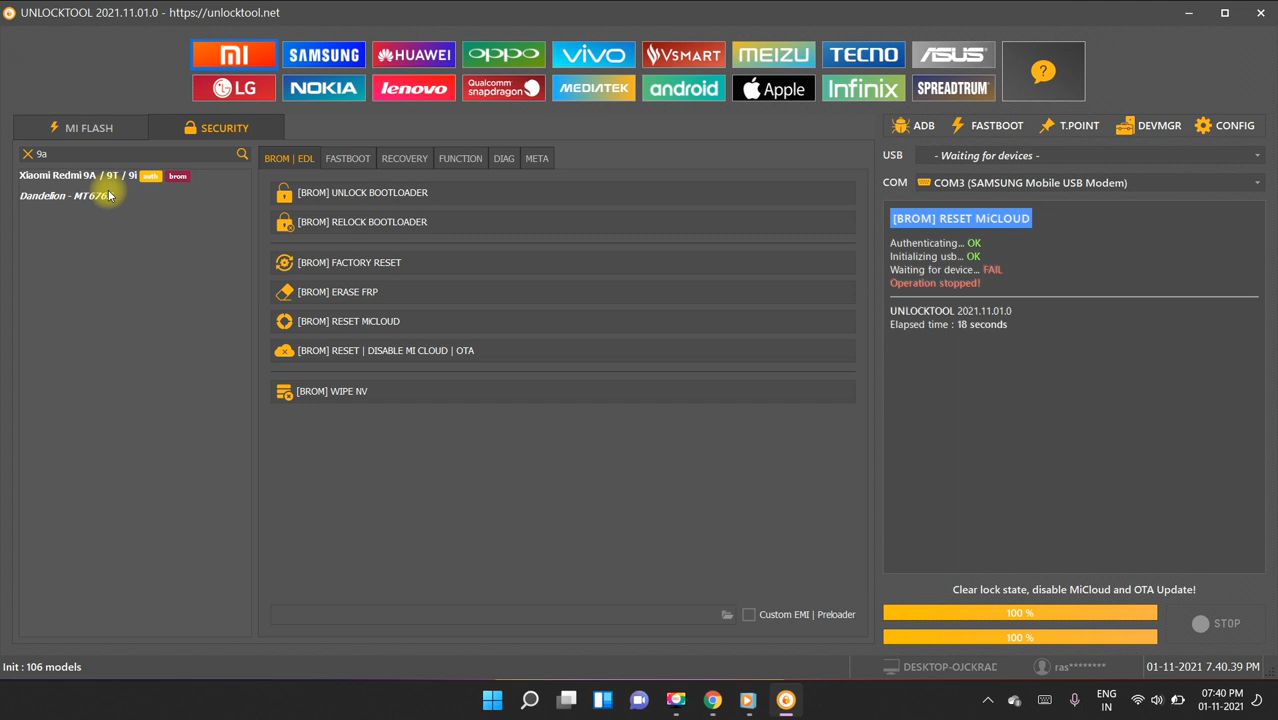 UNLOCKTOOL 2021.11.01.0 - https://unlocktool.net
MI SAMSUNG HUAWEI OPPO VIVO VSMART MEIZU TECNO ASUS ?
LG NOKIA lenovo Qualcomm snapdragon MEDIATEK android Apple Infinix SPREADTRUM
MI FLASH SECURITY
ADB FASTBOOT T.POINT DEVMGR CONFIG
9a
Xiaomi Redmi 9A / 9T / 9i auth brom
Dandelion -
BROM | EDL FASTBOOT RECOVERY FUNCTION DIAG META
[BROM] UNLOCK BOOTLOADER
[BROM] RELOCK BOOTLOADER
[BROM] FACTORY RESET
[BROM] ERASE FRP
[BROM] RESET MiCLOUD
[BROM] RESET | DISABLE MI CLOUD | OTA
[BROM] WIPE NV
Custom EMI | Preloader
USB - Waiting for devices -
COM COM3 (SAMSUNG Mobile USB Modem)
[BROM] RESET MiCLOUD
Authenticating... OK
Initializing usb... OK
Waiting for device... FAIL
Operation stopped!
UNLOCKTOOL 2021.11.01.0
Elapsed time : 18 seconds
Clear lock state, disable MiCloud and OTA Update!
100 %
100 %
STOP
Init : 106 models
DESKTOP-OJCKRAD ras******** 01-11-2021 7.40.39 PM
ENG
IN
07:40 PM
01-11-2021